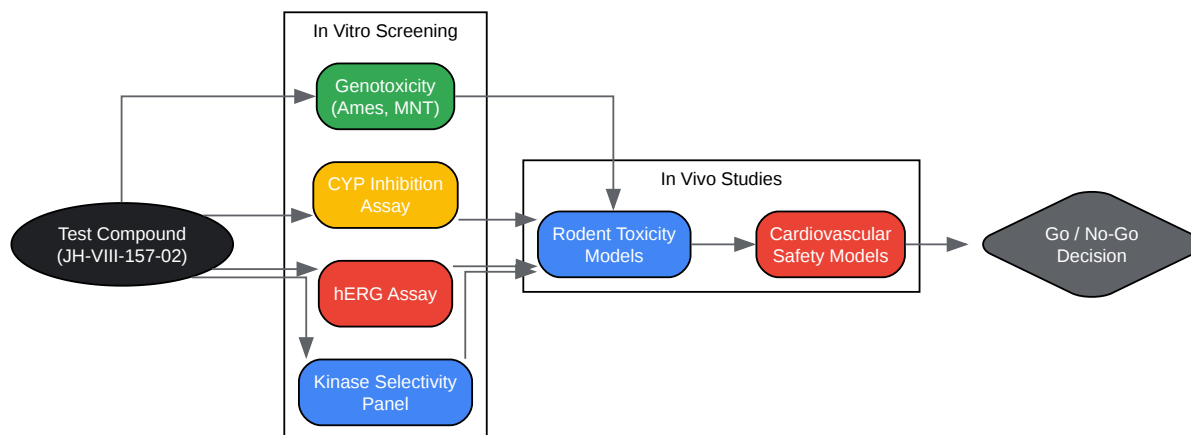 In Vitro Screening
Genotoxicity
(Ames, MNT)
CYP Inhibition
Assay
In Vivo Studies
Test Compound
(JH-VIII-157-02)
Rodent Toxicity
Models
Cardiovascular
Safety Models
Go / No-Go
Decision
hERG Assay
Kinase Selectivity
Panel